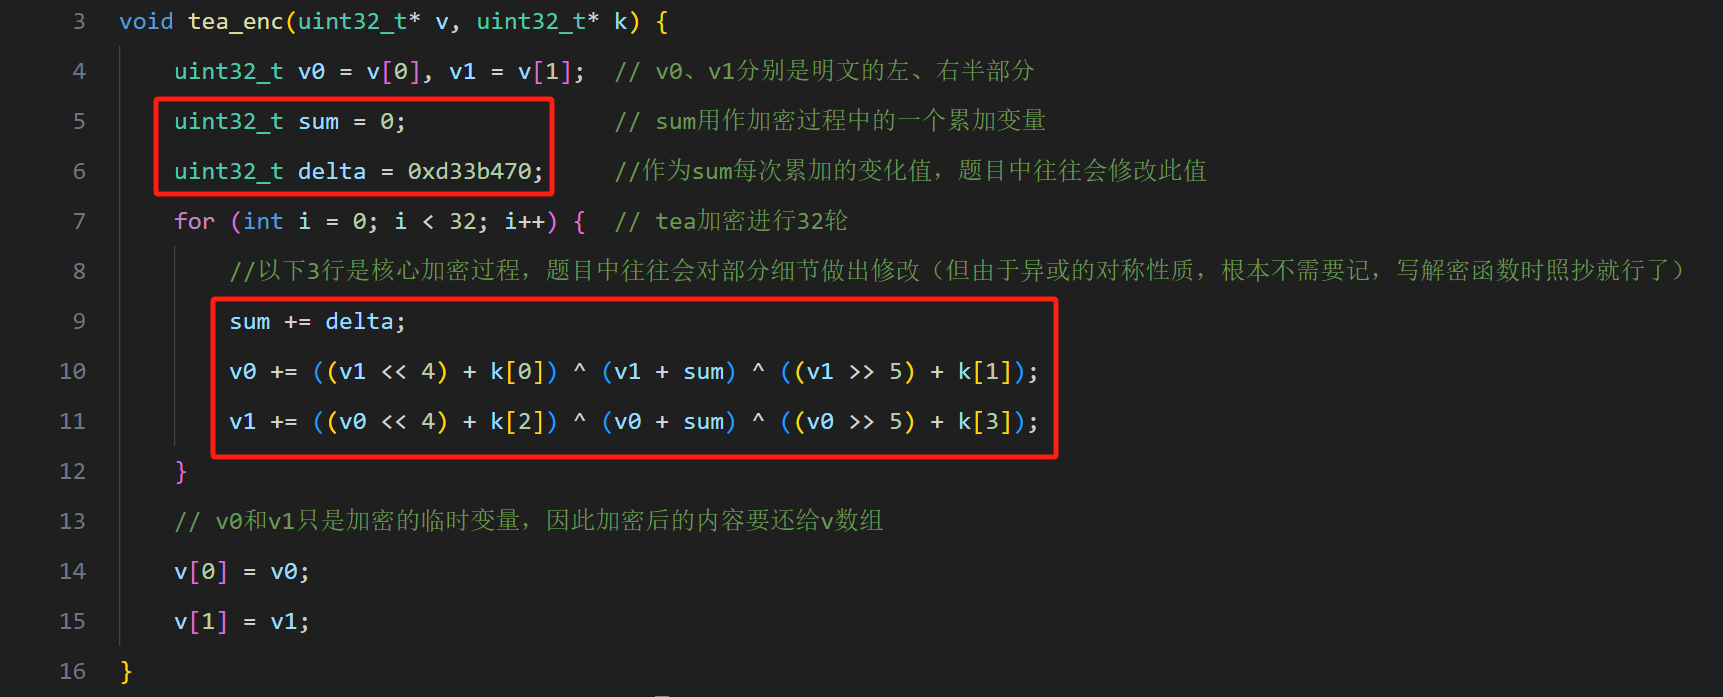 3 void tea_enc(uint32_t* v, uint32_t* k) {
4 uint32_t v0 = v[0], v1 = v[1]; // v0、v1分别是明文的左、右半部分
5 uint32_t sum = 0; // sum用作加密过程中的一个累加变量
6 uint32_t delta = 0xd33b470; //作为sum每次累加的变化值，题目中往往会修改此值
7 for (int i = 0; i < 32; i++) { // tea加密进行32轮
8 //以下3行是核心加密过程，题目中往往会对部分细节做出修改（但由于异或的对称性质，根本不需要记，写解密函数时照抄就行了）
9 sum += delta;
10 v0 += ((v1 << 4) + k[0]) ^ (v1 + sum) ^ ((v1 >> 5) + k[1]);
11 v1 += ((v0 << 4) + k[2]) ^ (v0 + sum) ^ ((v0 >> 5) + k[3]);
12 }
13 // v0和v1只是加密的临时变量，因此加密后的内容要还给v数组
14 v[0] = v0;
15 v[1] = v1;
16 }